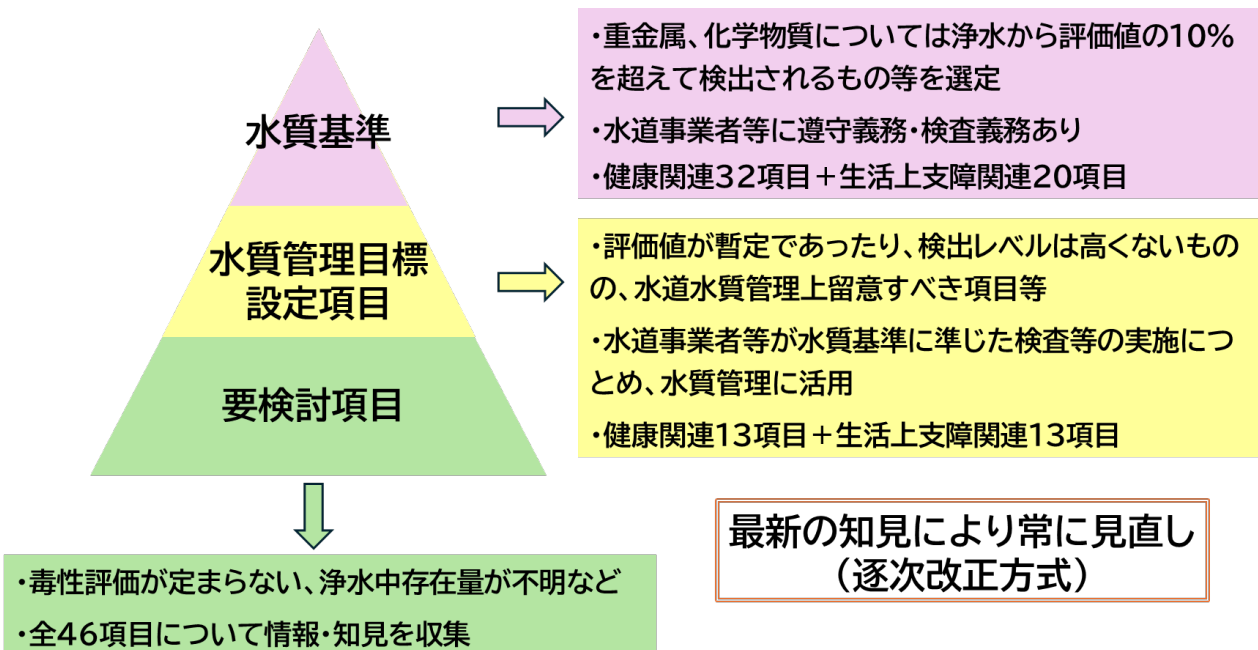 水質基準
・重金属、化学物質については浄水から評価値の10%
を超えて検出されるもの等を選定
・水道事業者等に遵守義務・検査義務あり
・健康関連32項目＋生活上支障関連20項目
水質管理目標
設定項目
・評価値が暫定であったり、検出レベルは高くないもの
の、水道水質管理上留意すべき項目等
・水道事業者等が水質基準に準じた検査等の実施につ
とめ、水質管理に活用
・健康関連13項目＋生活上支障関連13項目
要検討項目
・毒性評価が定まらない、浄水中存在量が不明など
・全46項目について情報・知見を収集
最新の知見により常に見直し
（逐次改正方式）